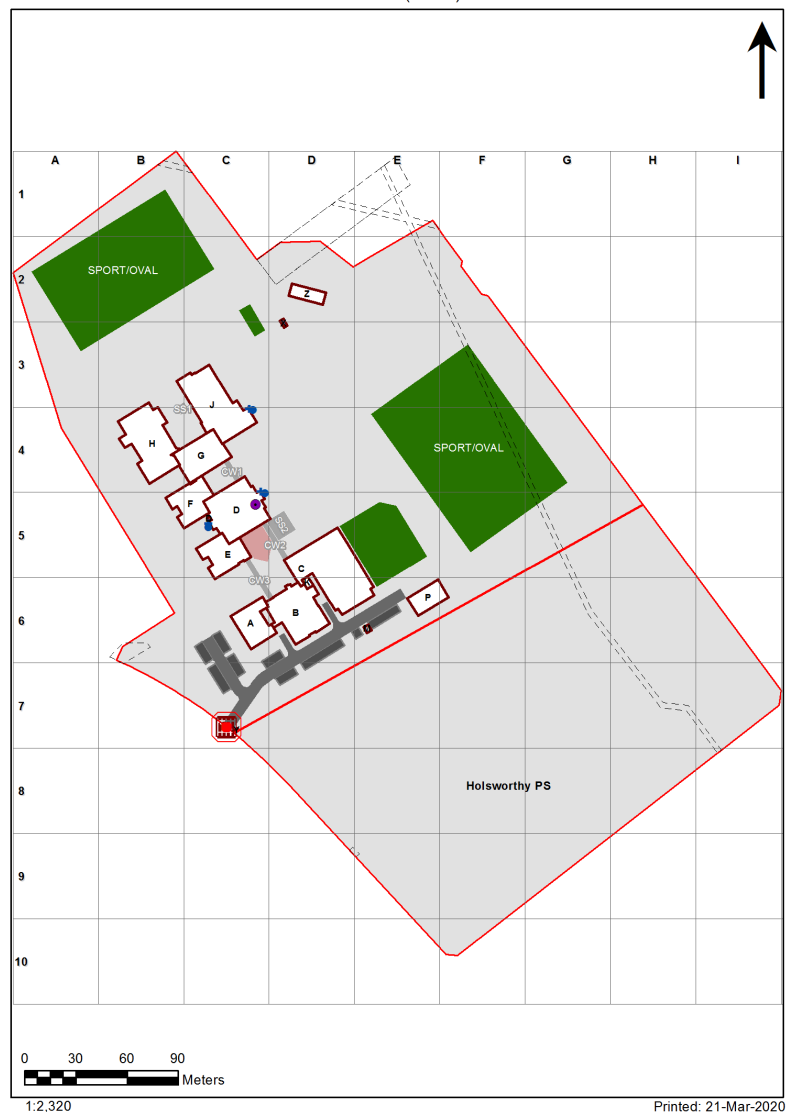 A B C D E F G H I
1
2
SPORT/OVAL
Z
3
J
SS1
4
H
G
SPORT/OVAL
CW1
F
D
SS2
5
E
CW2
C
CW3
P
6
A
B
7
8
Holsworthy PS
9
10
0 30 60 90
Meters
1:2,320
Printed: 21-Mar-2020